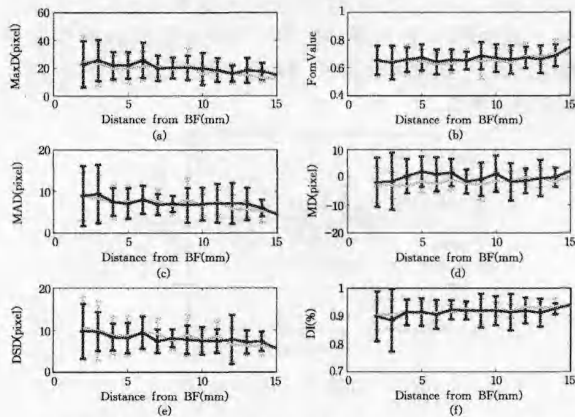 60
40
20
0
0
5
10
15
MaxD(pixel)
Distance from BF(mm)
(a)
1
0.8
0.6
0.4
0
5
10
15
FomValue
Distance from BF(mm)
(b)
20
10
0
0
5
10
15
MAD(pixel)
Distance from BF(mm)
(c)
10
0
-10
-20
0
5
10
15
MD(pixel)
Distance from BF(mm)
(d)
20
10
0
0
5
10
15
DSD(pixel)
Distance from BF(mm)
(e)
1
0.9
0.8
0.7
0
5
10
15
DI(%)
Distance from BF(mm)
(f)